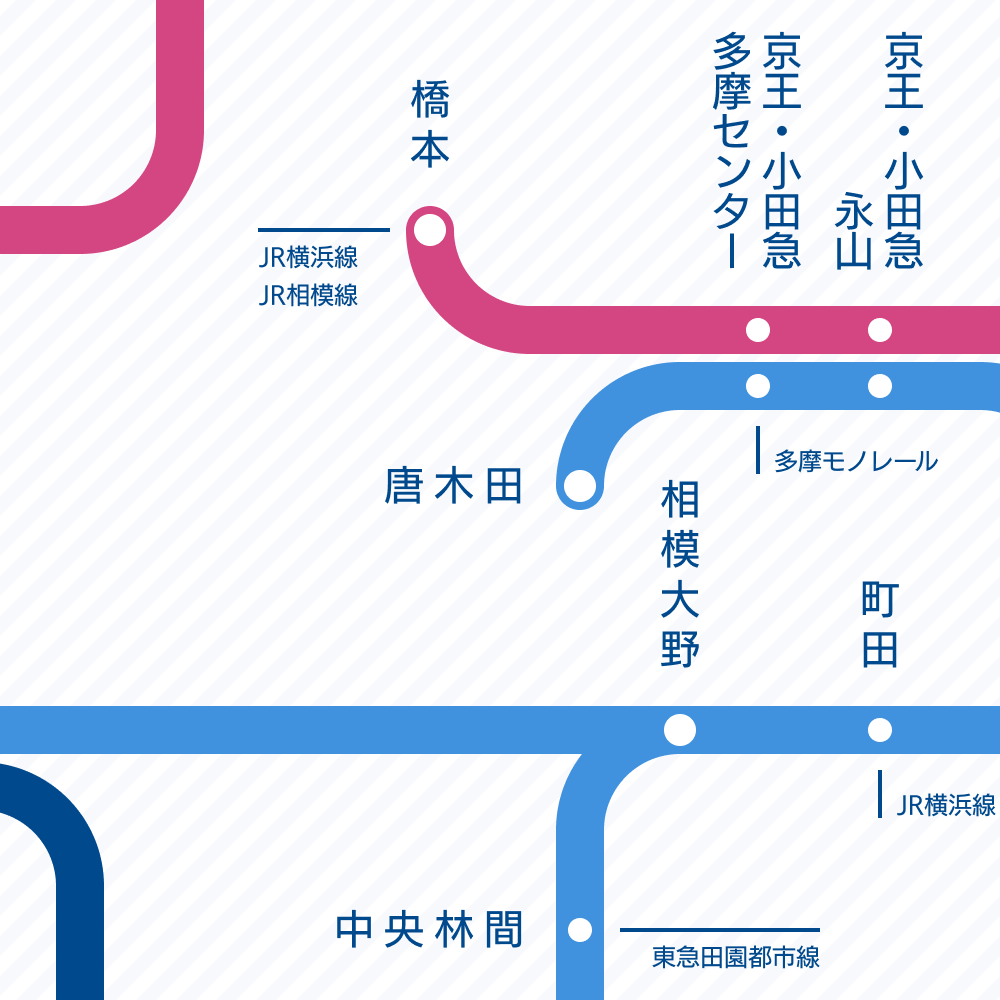 橋本
JR横浜線
JR相模線
京王・小田急
多摩センター
京王・小田急
永山
多摩モノレール
唐木田
相模大野
町田
JR横浜線
中央林間
東急田園都市線